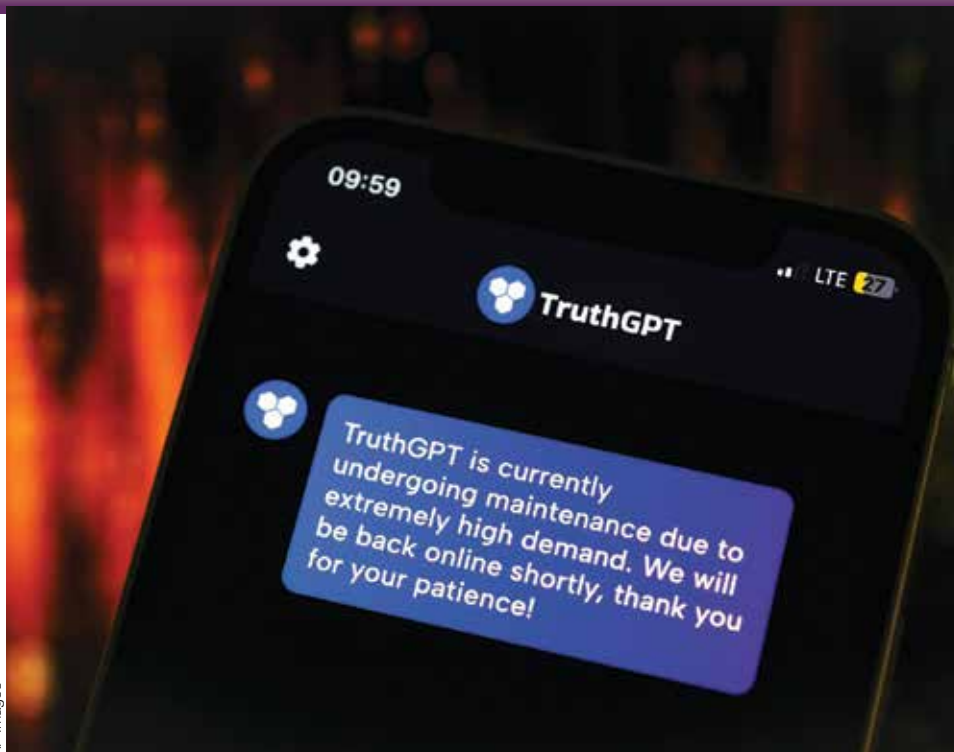 09:59
LTE 27
TruthGPT
TruthGPT is currently
undergoing maintenance due to
extremely high demand. We will
be back online shortly, thank you
for your patience!